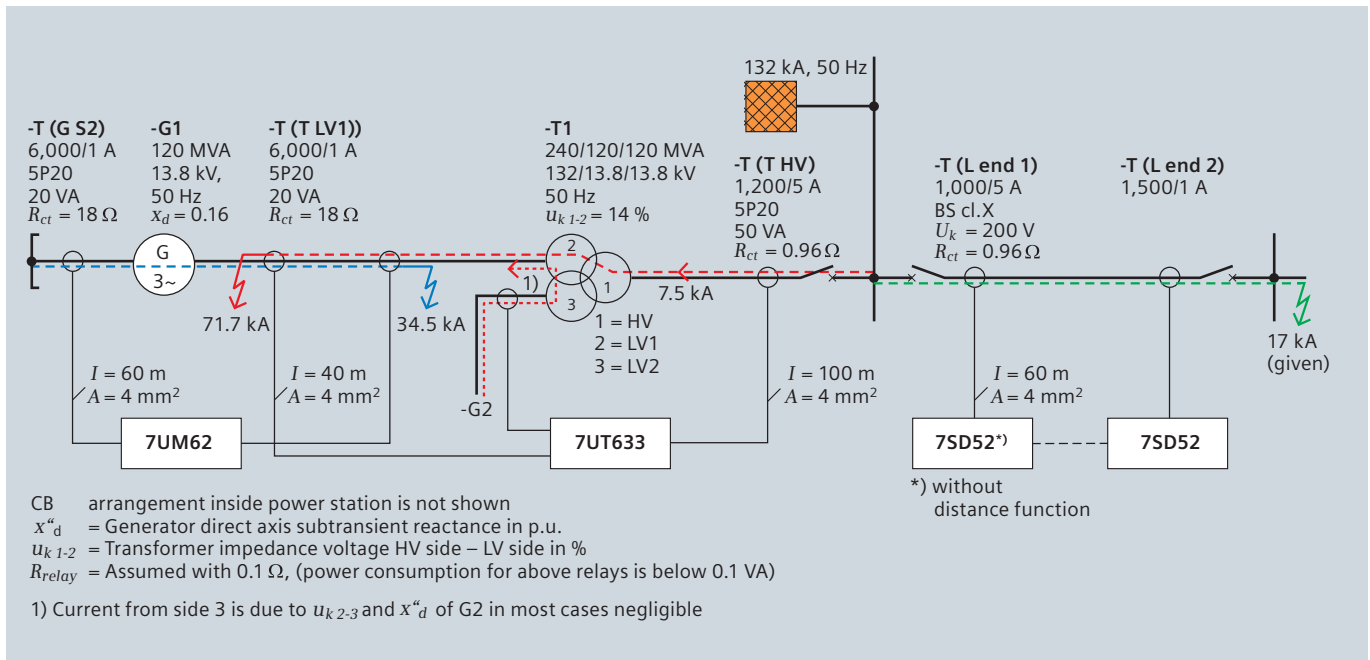 132 kA, 50 Hz
-T (G S2)
6,000/1 A
5P20
20 VA
Rct = 18 Ω
-G1
120 MVA
13.8 kV,
50 Hz
xd = 0.16
-T (T LV1))
6,000/1 A
5P20
20 VA
Rct = 18 Ω
-T1
240/120/120 MVA
132/13.8/13.8 kV
50 Hz
uk 1-2 = 14 %
-T (T HV)
1,200/5 A
5P20
50 VA
Rct = 0.96 Ω
-T (L end 1)
1,000/5 A
BS cl.X
Uk = 200 V
Rct = 0.96 Ω
-T (L end 2)
1,500/1 A
G
3~
2
1
3
1)
7.5 kA
71.7 kA
34.5 kA
1 = HV
2 = LV1
3 = LV2
17 kA
(given)
-G2
I = 60 m
A = 4 mm²
I = 40 m
A = 4 mm²
I = 100 m
A = 4 mm²
I = 60 m
A = 4 mm²
7UM62
7UT633
7SD52*)
7SD52
*) without
distance function
CB arrangement inside power station is not shown
x“d = Generator direct axis subtransient reactance in p.u.
uk 1-2 = Transformer impedance voltage HV side – LV side in %
Rrelay = Assumed with 0.1 Ω, (power consumption for above relays is below 0.1 VA)
1) Current from side 3 is due to uk 2-3 and x“d of G2 in most cases negligible